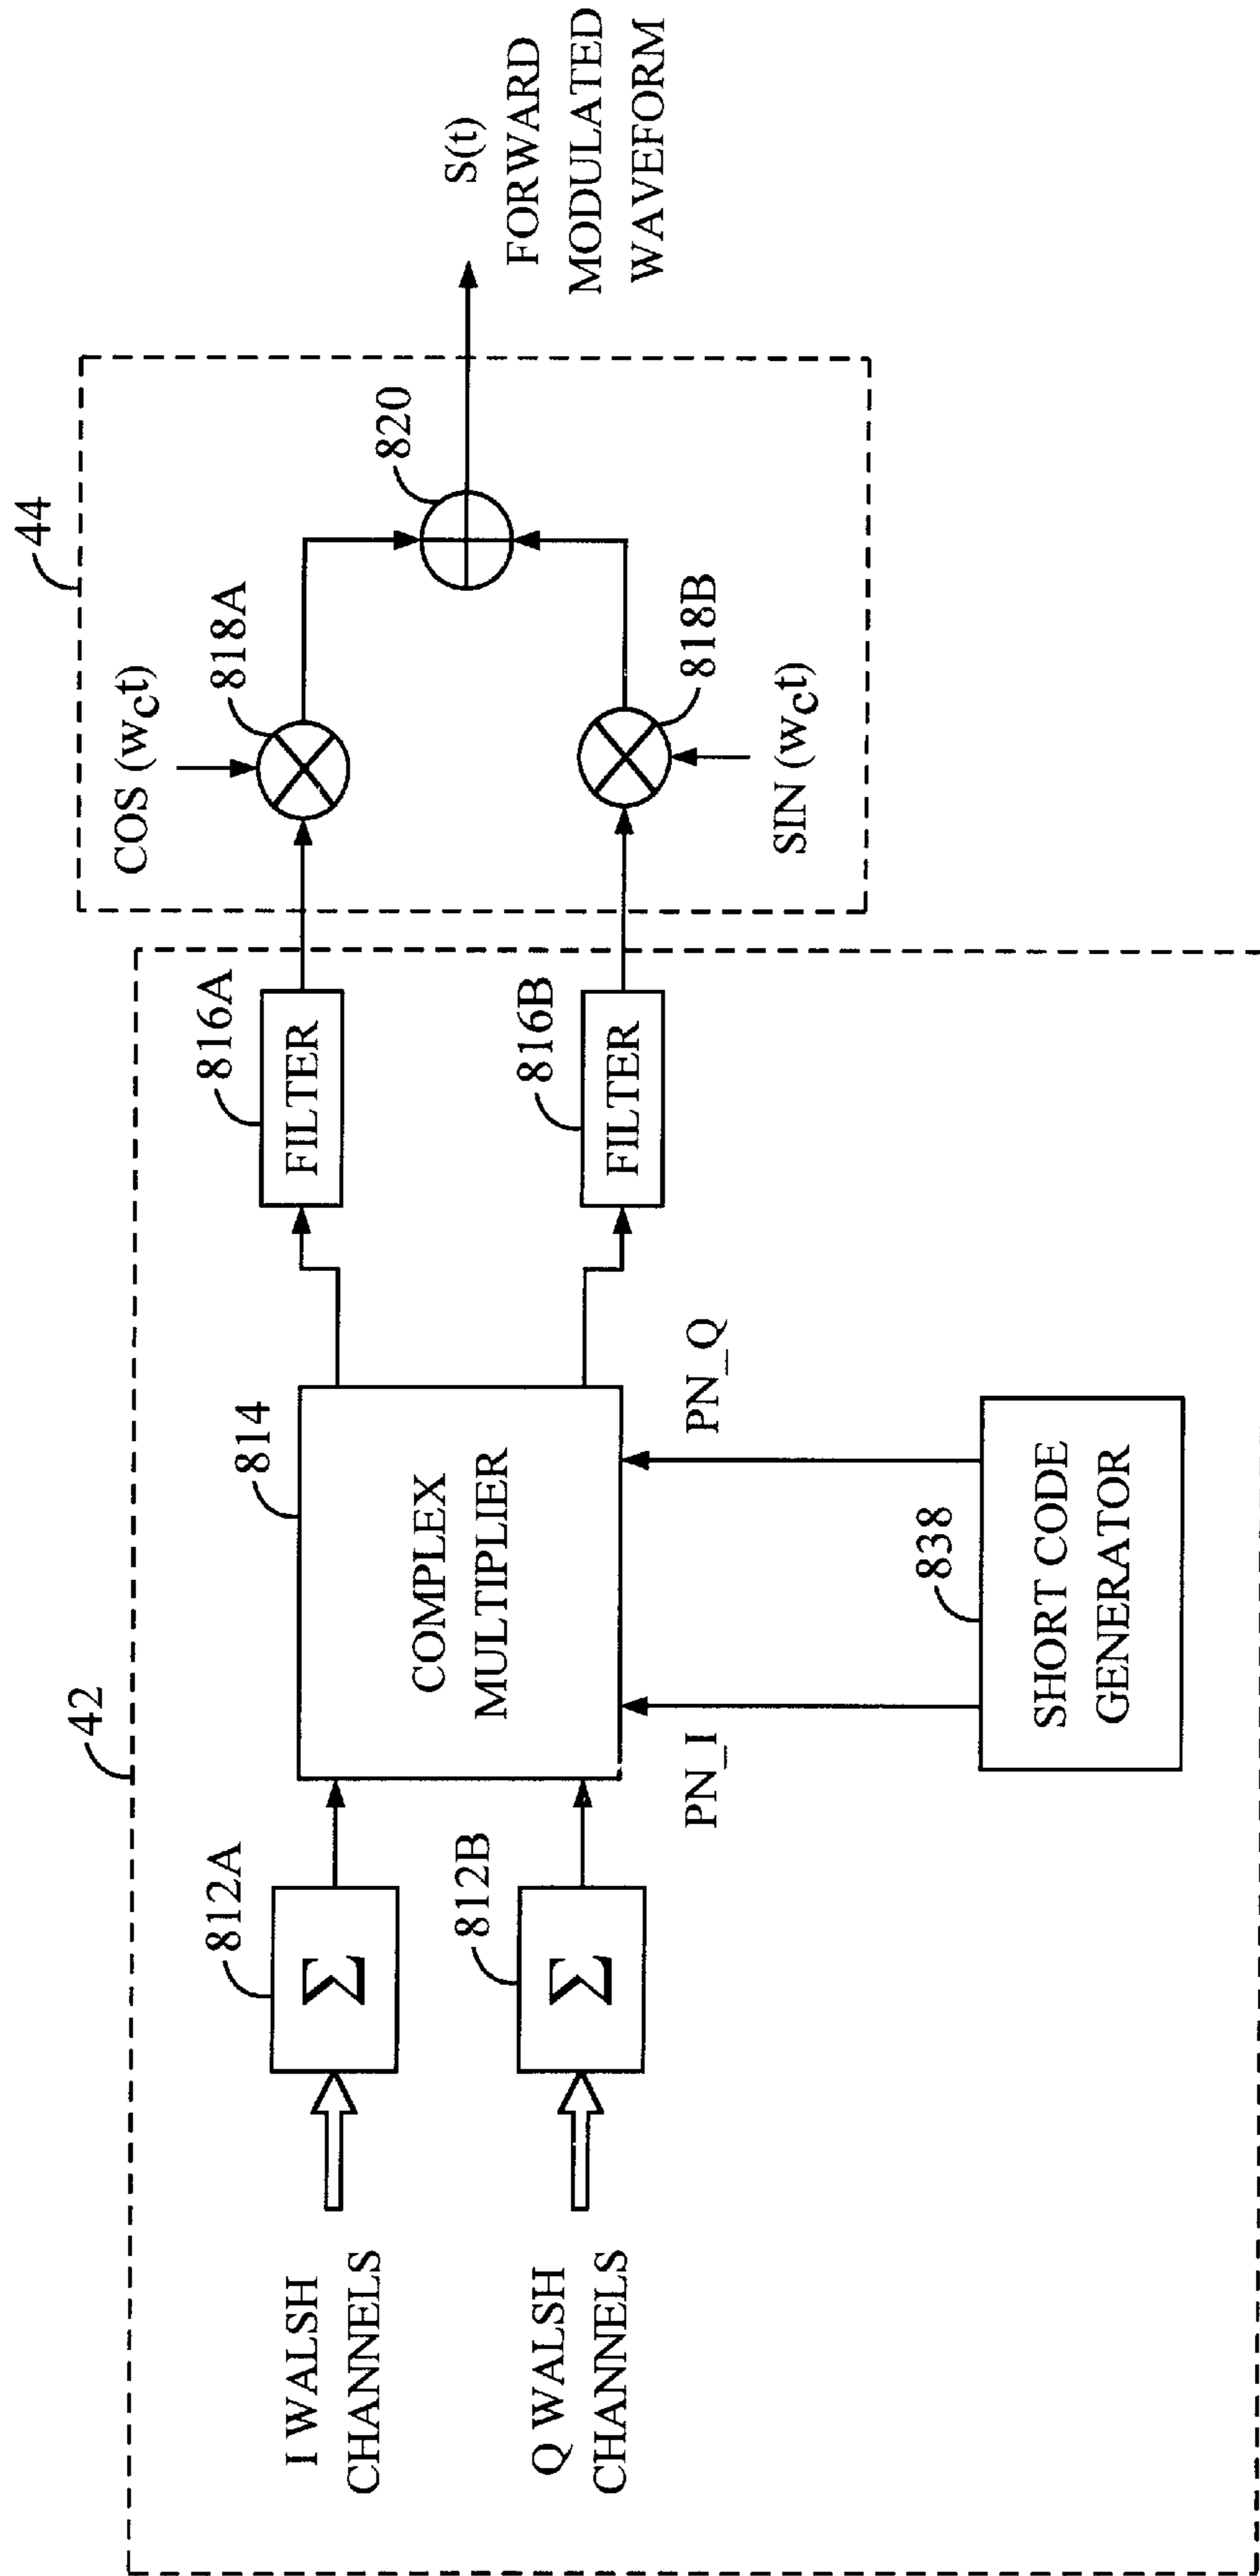 42
44
I WALSH
CHANNELS
Q WALSH
CHANNELS
812A
Σ
812B
Σ
814
COMPLEX
MULTIPLIER
PN_I
PN_Q
838
SHORT CODE
GENERATOR
816A
FILTER
816B
FILTER
COS (wct)
818A
818B
SIN (wct)
820
S(t)
FORWARD
MODULATED
WAVEFORM